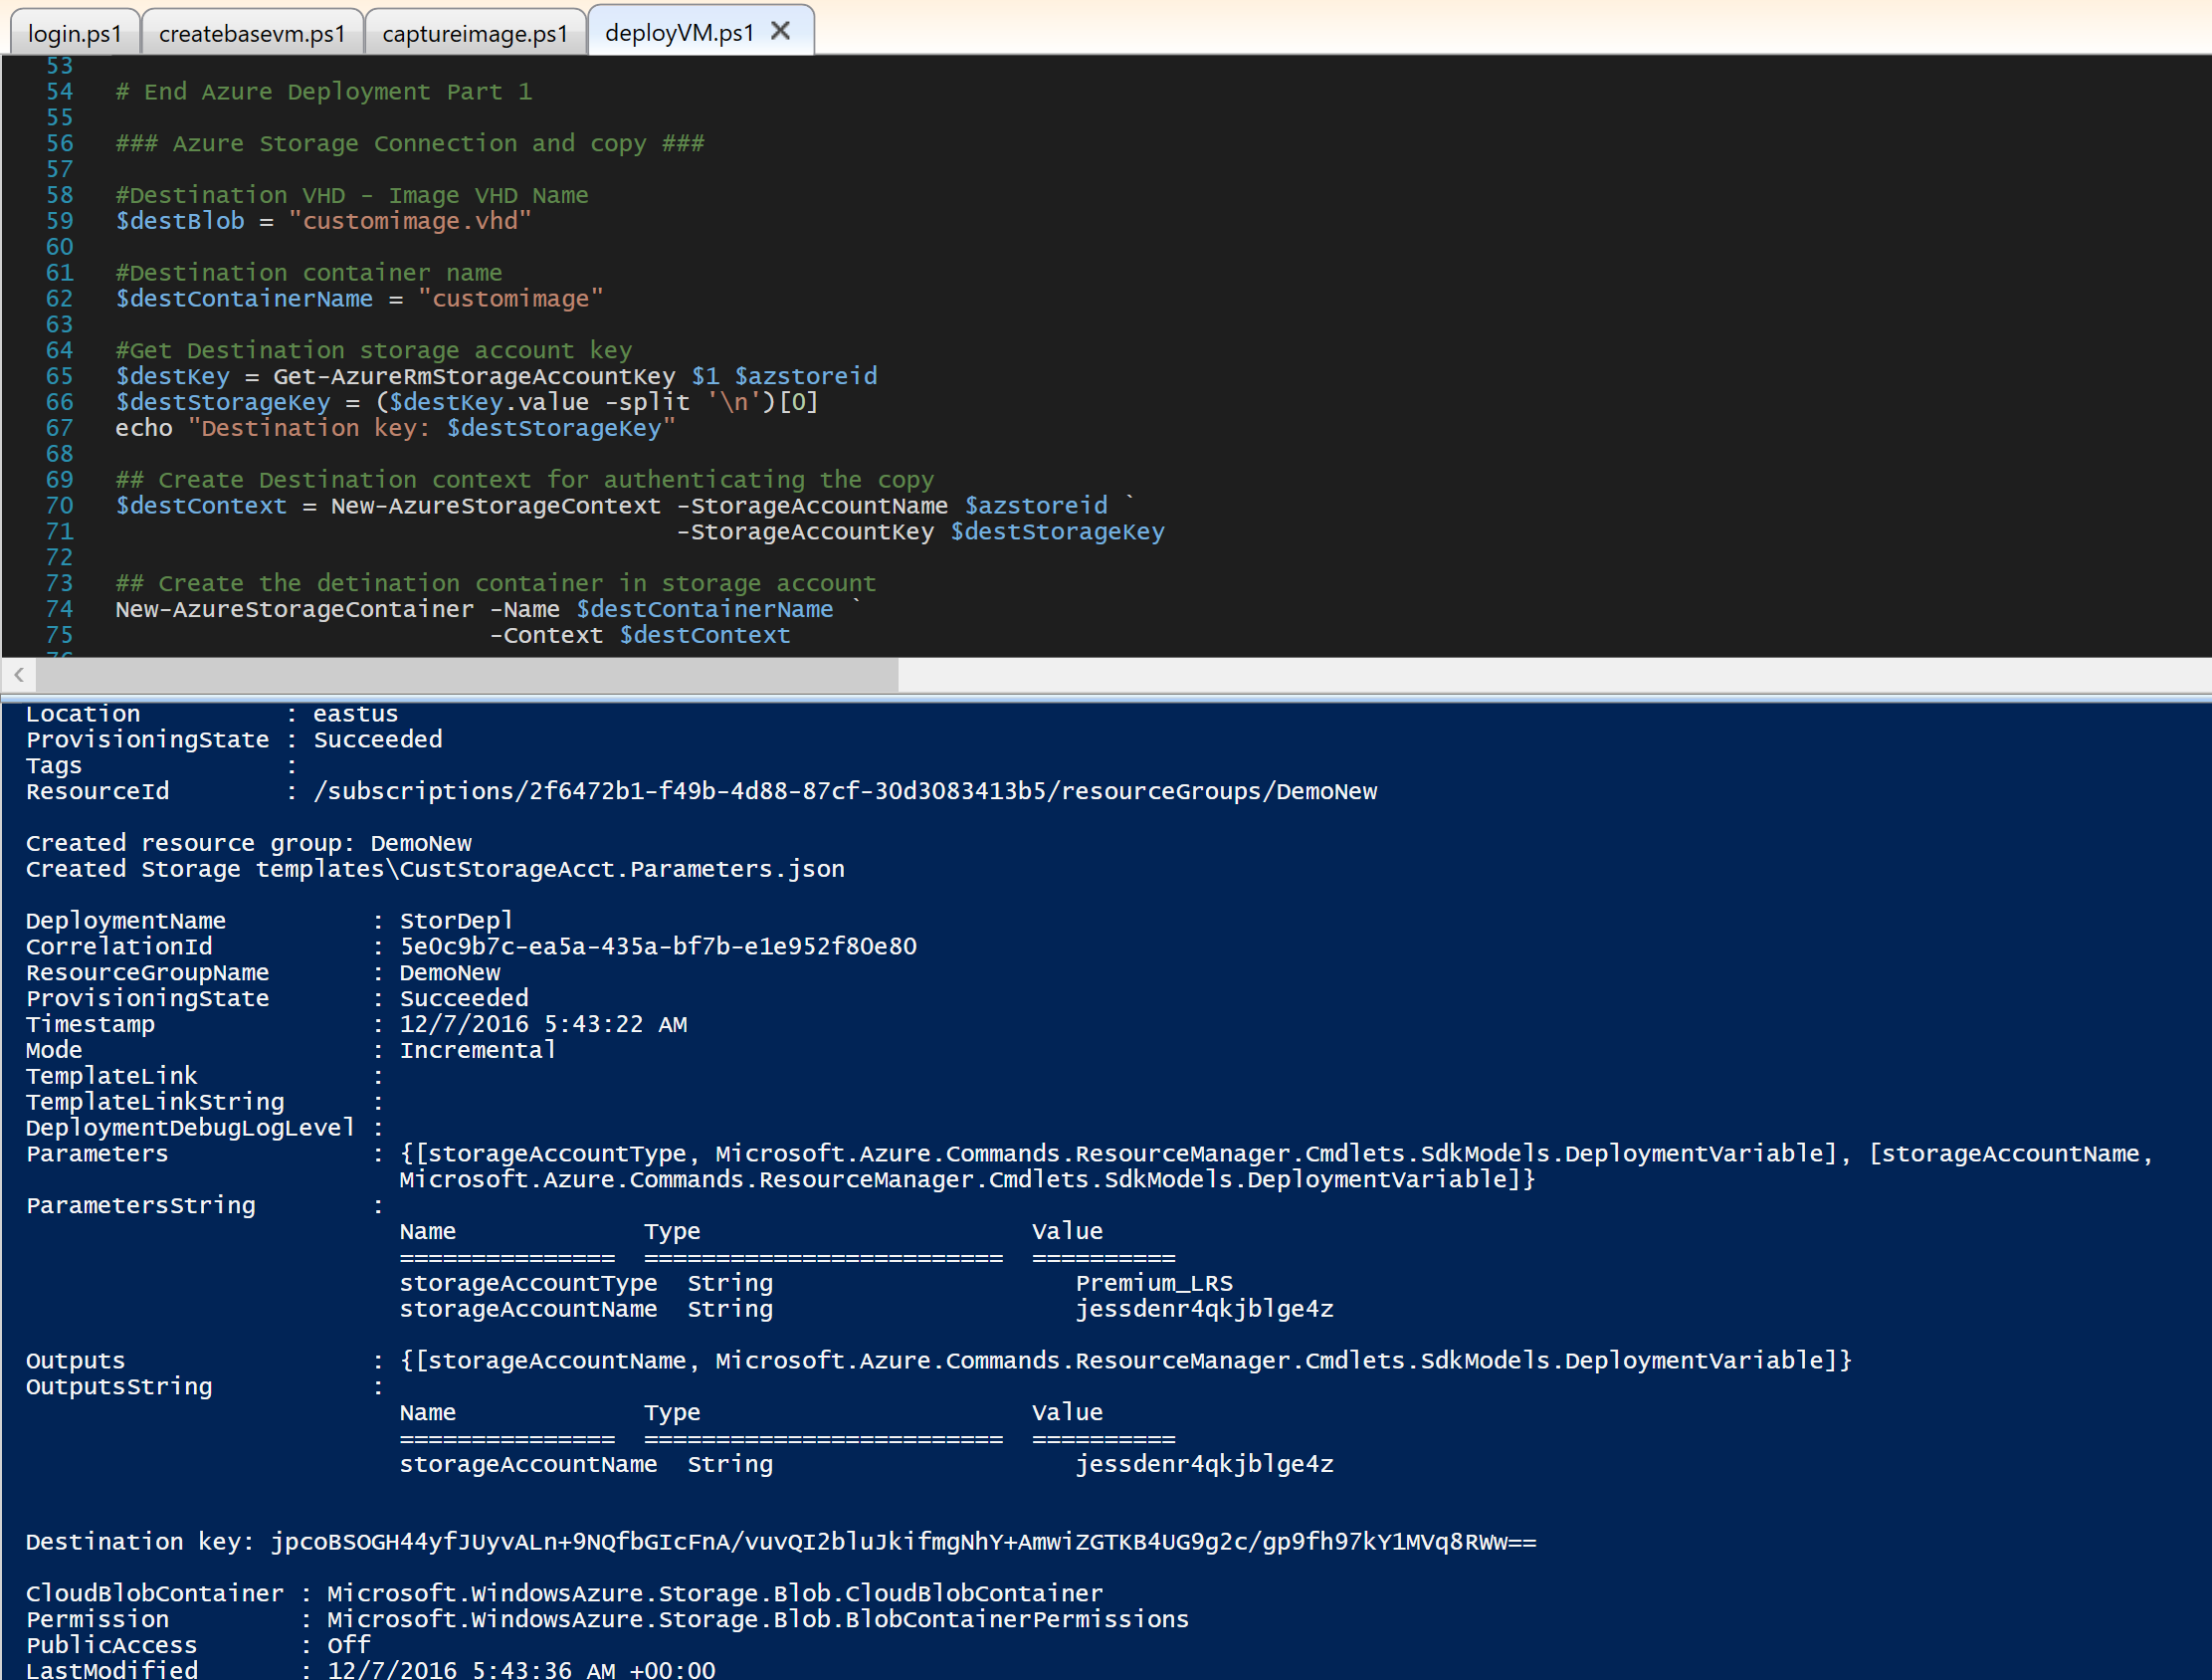 login.ps1 createbasevm.ps1 captureimage.ps1 deployVM.ps1
53
54 # End Azure Deployment Part 1
55
56 ### Azure Storage Connection and copy ###
57
58 #Destination VHD - Image VHD Name
59 $destBlob = "customimage.vhd"
60
61 #Destination container name
62 $destContainerName = "customimage"
63
64 #Get Destination storage account key
65 $destKey = Get-AzureRmStorageAccountKey $1 $azstoreid
66 $destStorageKey = ($destKey.value -split '\n')[0]
67 echo "Destination key: $destStorageKey"
68
69 ## Create Destination context for authenticating the copy
70 $destContext = New-AzureStorageContext -StorageAccountName $azstoreid `
71 -StorageAccountKey $destStorageKey
72
73 ## Create the detination container in storage account
74 New-AzureStorageContainer -Name $destContainerName `
75 -Context $destContext
Location : eastus
ProvisioningState : Succeeded
Tags :
ResourceId : /subscriptions/2f6472b1-f49b-4d88-87cf-30d3083413b5/resourceGroups/DemoNew
Created resource group: DemoNew
Created Storage templates\CustStorageAcct.Parameters.json
DeploymentName : StorDepl
CorrelationId : 5e0c9b7c-ea5a-435a-bf7b-e1e952f80e80
ResourceGroupName : DemoNew
ProvisioningState : Succeeded
Timestamp : 12/7/2016 5:43:22 AM
Mode : Incremental
TemplateLink :
TemplateLinkString :
DeploymentDebugLogLevel :
Parameters : {[storageAccountType, Microsoft.Azure.Commands.ResourceManager.Cmdlets.SdkModels.DeploymentVariable], [storageAccountName,
Microsoft.Azure.Commands.ResourceManager.Cmdlets.SdkModels.DeploymentVariable]}
ParametersString :
Name Type Value
=============== ========================= ==========
storageAccountType String Premium_LRS
storageAccountName String jessdenr4qkjblge4z
Outputs : {[storageAccountName, Microsoft.Azure.Commands.ResourceManager.Cmdlets.SdkModels.DeploymentVariable]}
OutputsString :
Name Type Value
=============== ========================= ==========
storageAccountName String jessdenr4qkjblge4z
Destination key: jpcoBSOGH44yfJUyvALn+9NQfbGIcFnA/vuvQI2bluJkifmgNhY+AmwiZGTKB4UG9g2c/gp9fh97kY1MVq8RWw==
CloudBlobContainer : Microsoft.WindowsAzure.Storage.Blob.CloudBlobContainer
Permission : Microsoft.WindowsAzure.Storage.Blob.BlobContainerPermissions
PublicAccess : Off
LastModified : 12/7/2016 5:43:36 AM +00:00